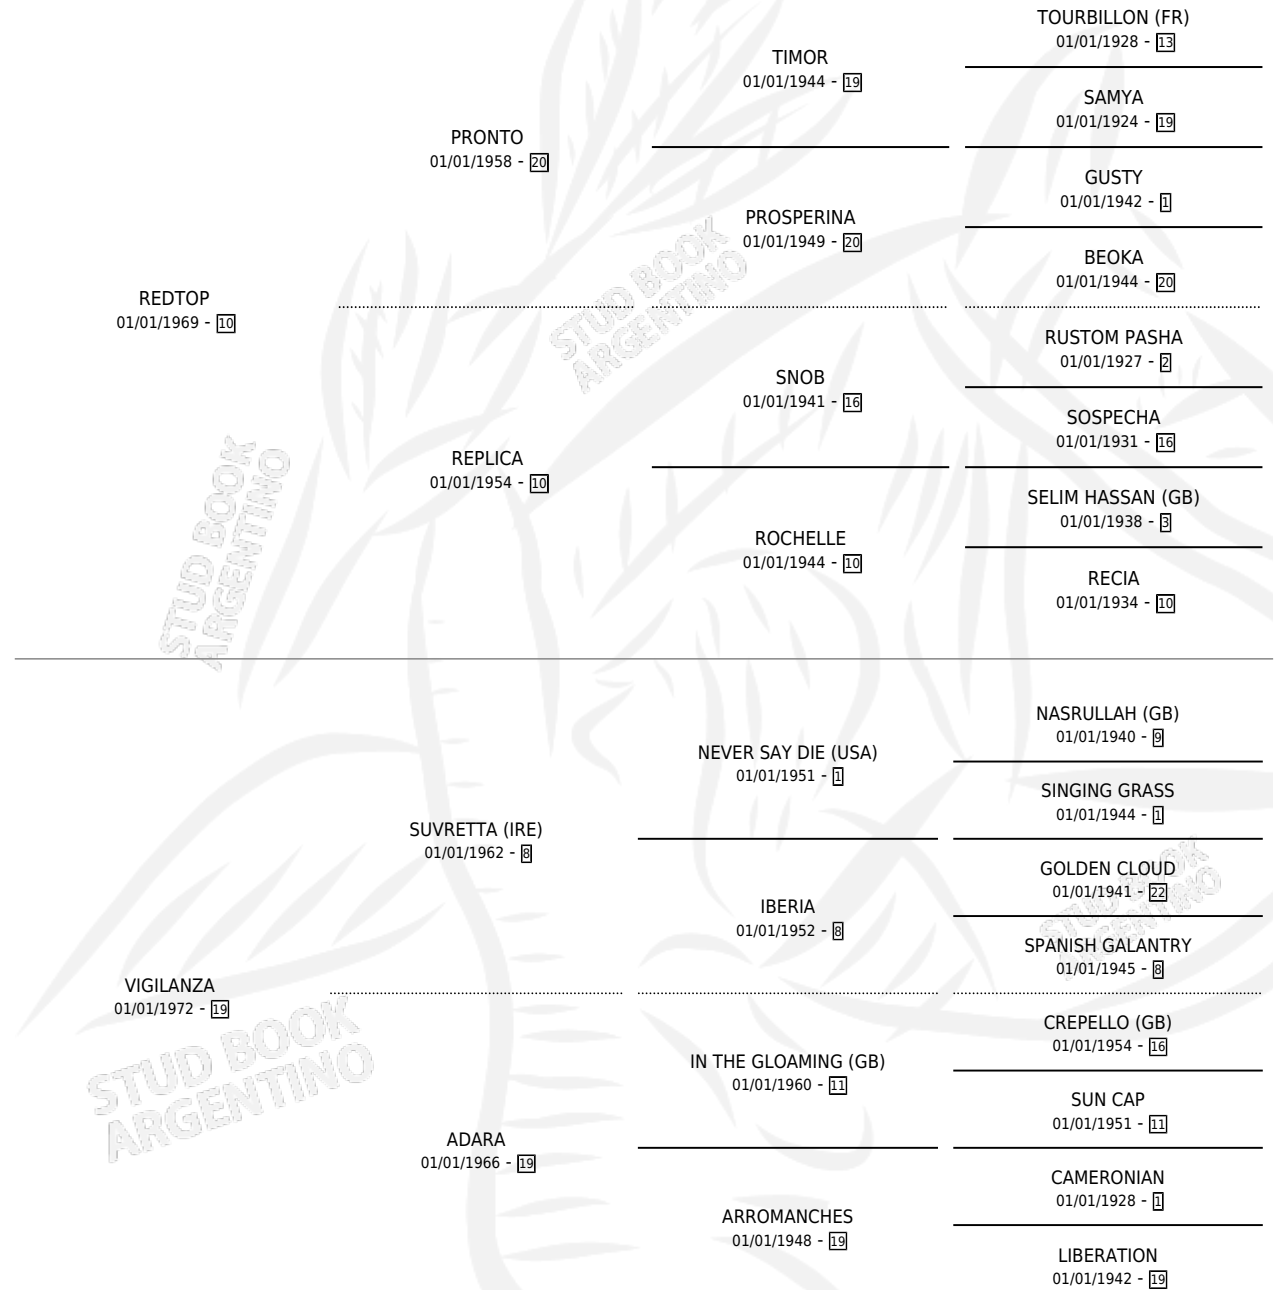 TOURBILLON (FR)
01/01/1928 - 13
TIMOR
01/01/1944 - 19
SAMYA
01/01/1924 - 19
PRONTO
01/01/1958 - 20
GUSTY
01/01/1942 - 1
PROSPERINA
01/01/1949 - 20
BEOKA
01/01/1944 - 20
REDTOP
01/01/1969 - 10
RUSTOM PASHA
01/01/1927 - 2
SNOB
01/01/1941 - 16
SOSPECHA
01/01/1931 - 16
REPLICA
01/01/1954 - 10
SELIM HASSAN (GB)
01/01/1938 - 3
ROCHELLE
01/01/1944 - 10
RECIA
01/01/1934 - 10
STUD BOOK
ARGENTINO
STUD BOOK
ARGENTINO
NASRULLAH (GB)
01/01/1940 - 9
NEVER SAY DIE (USA)
01/01/1951 - 1
SINGING GRASS
01/01/1944 - 1
SUVRETTA (IRE)
01/01/1962 - 8
GOLDEN CLOUD
01/01/1941 - 22
IBERIA
01/01/1952 - 8
SPANISH GALANTRY
01/01/1945 - 8
VIGILANZA
01/01/1972 - 19
CREPELLO (GB)
01/01/1954 - 16
IN THE GLOAMING (GB)
01/01/1960 - 11
SUN CAP
01/01/1951 - 11
ADARA
01/01/1966 - 19
CAMERONIAN
01/01/1928 - 1
ARROMANCHES
01/01/1948 - 19
LIBERATION
01/01/1942 - 19
STUD BOOK
ARGENTINO
STUD BOOK
ARGENTINO